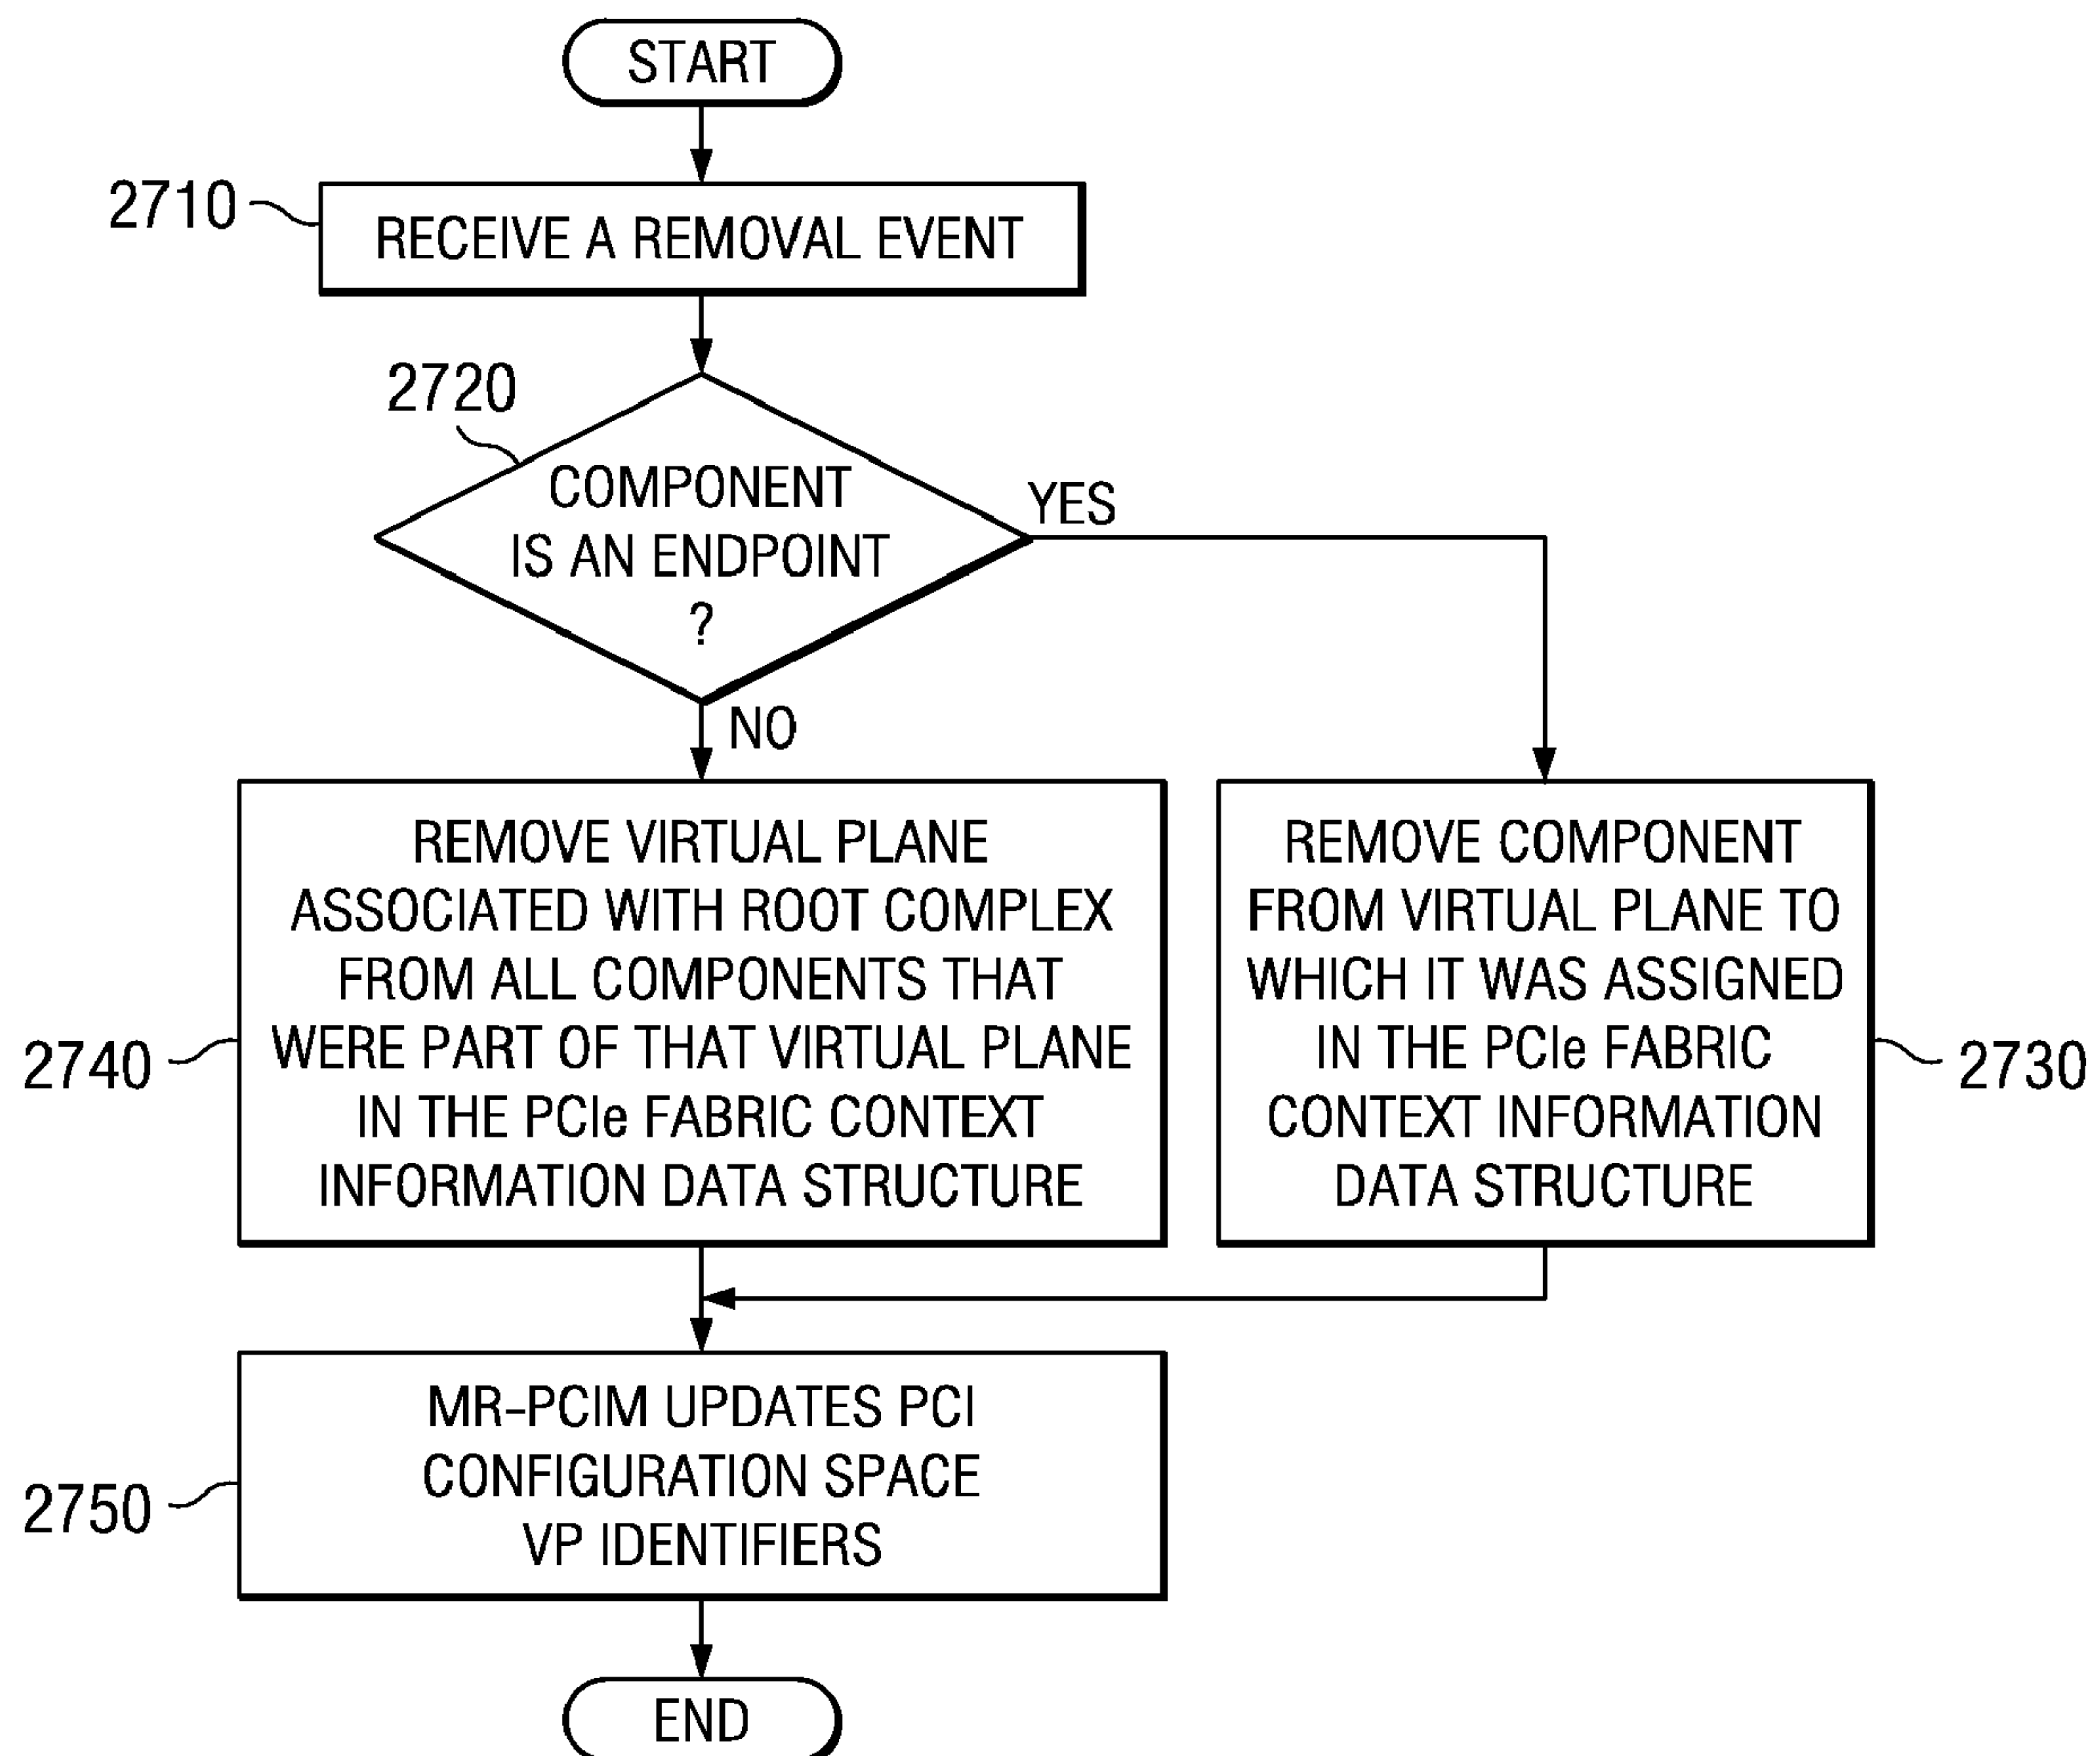 START
2710
RECEIVE A REMOVAL EVENT
2720
COMPONENT
IS AN ENDPOINT
?
YES
NO
REMOVE VIRTUAL PLANE
ASSOCIATED WITH ROOT COMPLEX
FROM ALL COMPONENTS THAT
WERE PART OF THAT VIRTUAL PLANE
IN THE PCIe FABRIC CONTEXT
INFORMATION DATA STRUCTURE
2740
REMOVE COMPONENT
FROM VIRTUAL PLANE TO
WHICH IT WAS ASSIGNED
IN THE PCIe FABRIC
CONTEXT INFORMATION
DATA STRUCTURE
2730
MR-PCIM UPDATES PCI
CONFIGURATION SPACE
VP IDENTIFIERS
2750
END